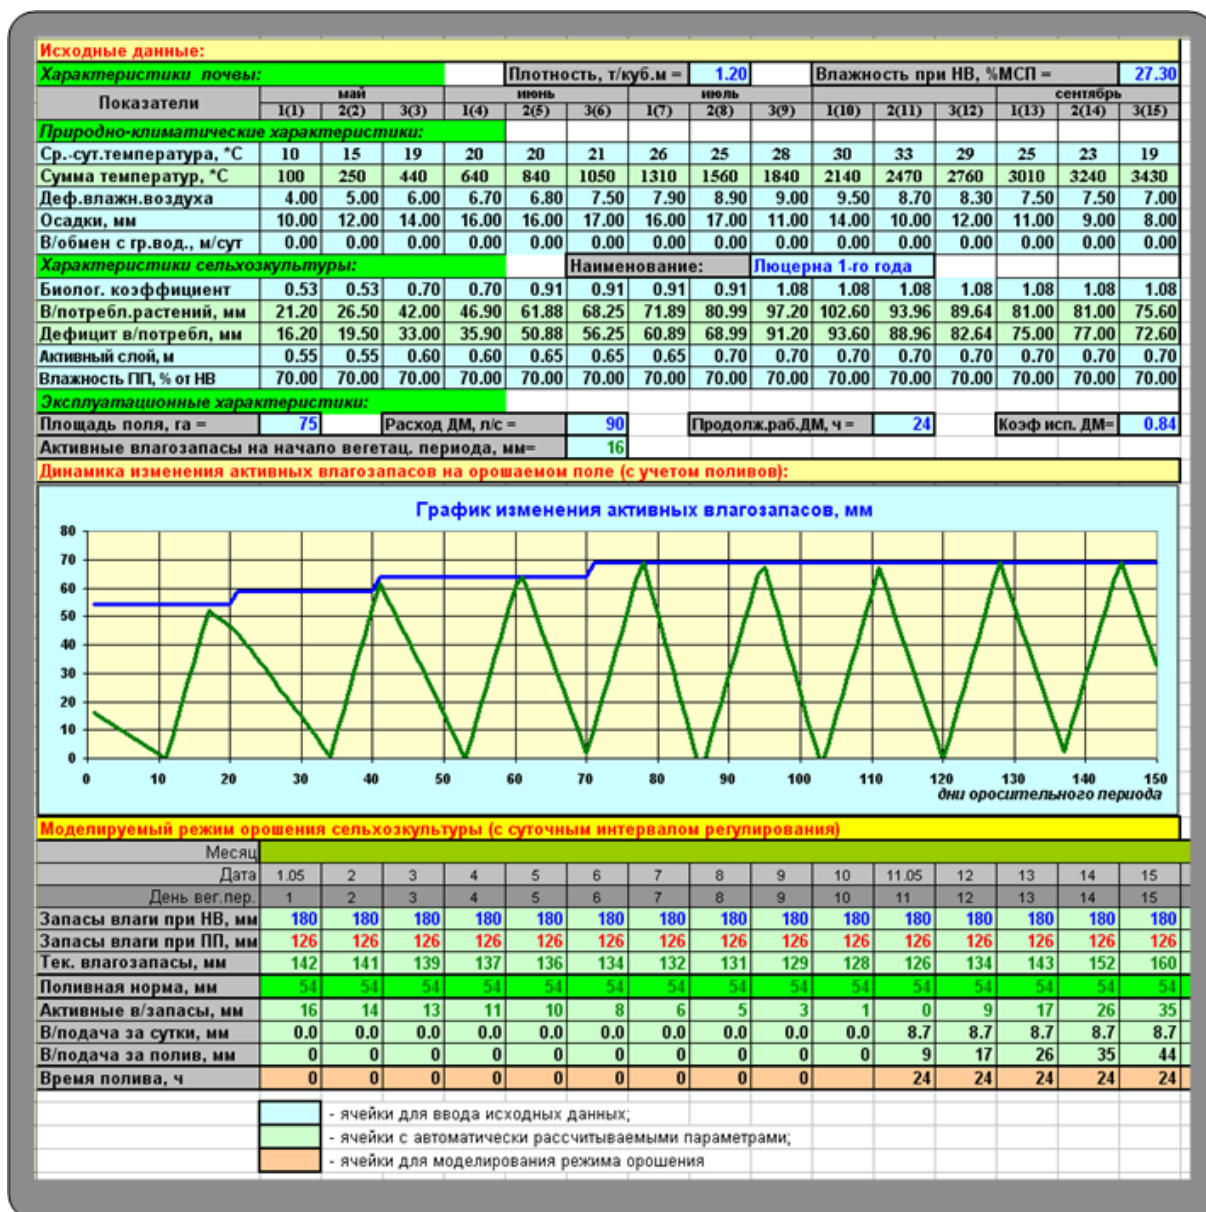 Исходные данные:
Характеристики почвы: Плотность, т/куб.м = 1.20 Влажность при НВ, %МСП = 27.30
Показатели май июнь июль сентябрь
1(1) 2(2) 3(3) 1(4) 2(5) 3(6) 1(7) 2(8) 3(9) 1(10) 2(11) 3(12) 1(13) 2(14) 3(15)
Природно-климатические характеристики:
Ср.-сут.температура, *С 10 15 19 20 20 21 26 25 28 30 33 29 25 23 19
Сумма температур, *С 100 250 440 640 840 1050 1310 1560 1840 2140 2470 2760 3010 3240 3430
Деф.влажн.воздуха 4.00 5.00 6.00 6.70 6.80 7.50 7.90 8.90 9.00 9.50 8.70 8.30 7.50 7.50 7.00
Осадки, мм 10.00 12.00 14.00 16.00 16.00 17.00 16.00 17.00 11.00 14.00 10.00 12.00 11.00 9.00 8.00
В/обмен с гр.вод., м/сут 0.00 0.00 0.00 0.00 0.00 0.00 0.00 0.00 0.00 0.00 0.00 0.00 0.00 0.00 0.00
Характеристики сельхозкультуры: Наименование: Люцерна 1-го года
Биолог. коэффициент 0.53 0.53 0.70 0.70 0.91 0.91 0.91 0.91 1.08 1.08 1.08 1.08 1.08 1.08 1.08
В/потребл.растений, мм 21.20 26.50 42.00 46.90 61.88 68.25 71.89 80.99 97.20 102.60 93.96 89.64 81.00 81.00 75.60
Дефицит в/потребл, мм 16.20 19.50 33.00 35.90 50.88 56.25 60.89 68.99 91.20 93.60 88.96 82.64 75.00 77.00 72.60
Активный слой, м 0.55 0.55 0.60 0.60 0.65 0.65 0.65 0.70 0.70 0.70 0.70 0.70 0.70 0.70 0.70
Влажность ПП, % от НВ 70.00 70.00 70.00 70.00 70.00 70.00 70.00 70.00 70.00 70.00 70.00 70.00 70.00 70.00 70.00
Эксплуатационные характеристики:
Площадь поля, га = 75 Расход ДМ, л/с = 90 Продолж.раб.ДМ, ч = 24 Коэф исп. ДМ= 0.84
Активные влагозапасы на начало вегетац. периода, мм= 16
Динамика изменения активных влагозапасов на орошаемом поле (с учетом поливов):
График изменения активных влагозапасов, мм
80
70
60
50
40
30
20
10
0
0 10 20 30 40 50 60 70 80 90 100 110 120 130 140 150
дни оросительного периода
Моделируемый режим орошения сельхозкультуры (с суточным интервалом регулирования)
Месяц
Дата 1.05 2 3 4 5 6 7 8 9 10 11.05 12 13 14 15
День вег.пер. 1 2 3 4 5 6 7 8 9 10 11 12 13 14 15
Запасы влаги при НВ, мм 180 180 180 180 180 180 180 180 180 180 180 180 180 180 180
Запасы влаги при ПП, мм 126 126 126 126 126 126 126 126 126 126 126 126 126 126 126
Тек. влагозапасы, мм 142 141 139 137 136 134 132 131 129 128 126 134 143 152 160
Поливная норма, мм 54 54 54 54 54 54 54 54 54 54 54 54 54 54 54
Активные в/запасы, мм 16 14 13 11 10 8 6 5 3 1 0 9 17 26 35
В/подача за сутки, мм 0.0 0.0 0.0 0.0 0.0 0.0 0.0 0.0 0.0 0.0 8.7 8.7 8.7 8.7 8.7
В/подача за полив, мм 0 0 0 0 0 0 0 0 0 0 9 17 26 35 44
Время полива, ч 0 0 0 0 0 0 0 0 0 24 24 24 24 24
- ячейки для ввода исходных данных;
- ячейки с автоматически рассчитываемыми параметрами;
- ячейки для моделирования режима орошения